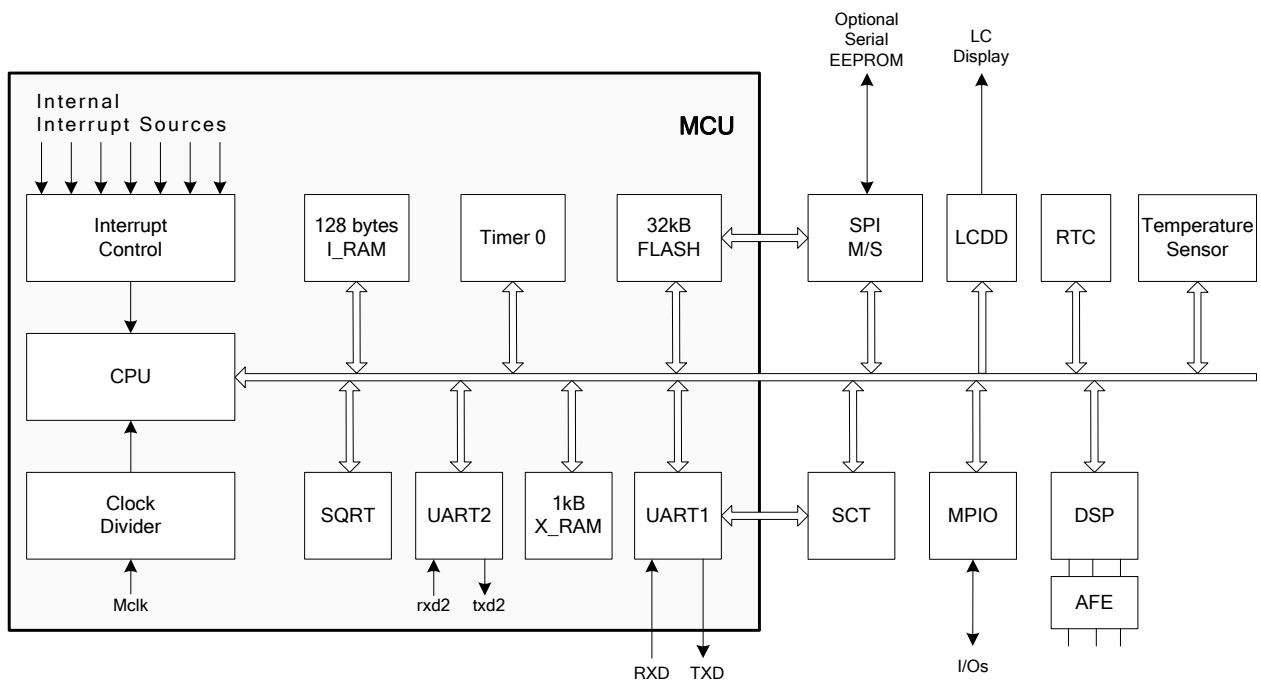 Optional
Serial
EEPROM
LC
Display
Internal
Interrupt Sources
MCU
Interrupt
Control
128 bytes
I_RAM
Timer 0
32kB
FLASH
SPI
M/S
LCDD
RTC
Temperature
Sensor
CPU
Clock
Divider
SQRT
UART2
1kB
X_RAM
UART1
SCT
MPIO
DSP
AFE
Mclk
rxd2
txd2
RXD
TXD
I/Os